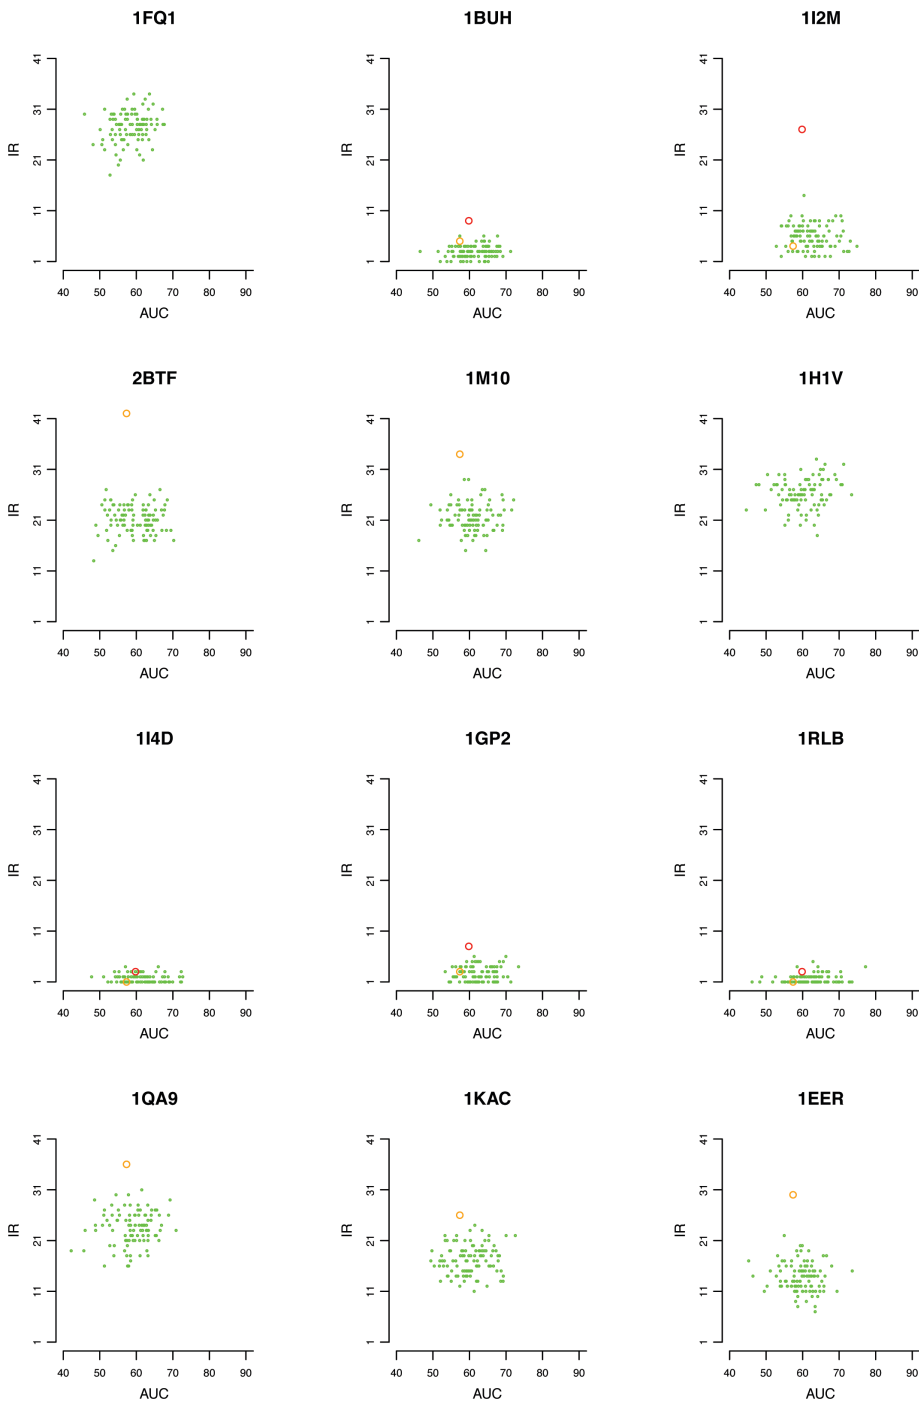 1FQ1 1BUH 1I2M
41 41 41
31 31 31
IR 21 IR 21 IR 21
11 11 11
1 1 1
40 50 60 70 80 90 40 50 60 70 80 90 40 50 60 70 80 90
AUC AUC AUC
2BTF 1M10 1H1V
41 41 41
31 31 31
IR 21 IR 21 IR 21
11 11 11
1 1 1
40 50 60 70 80 90 40 50 60 70 80 90 40 50 60 70 80 90
AUC AUC AUC
1I4D 1GP2 1RLB
41 41 41
31 31 31
IR 21 IR 21 IR 21
11 11 11
1 1 1
40 50 60 70 80 90 40 50 60 70 80 90 40 50 60 70 80 90
AUC AUC AUC
1QA9 1KAC 1EER
41 41 41
31 31 31
IR 21 IR 21 IR 21
11 11 11
1 1 1
40 50 60 70 80 90 40 50 60 70 80 90 40 50 60 70 80 90
AUC AUC AUC